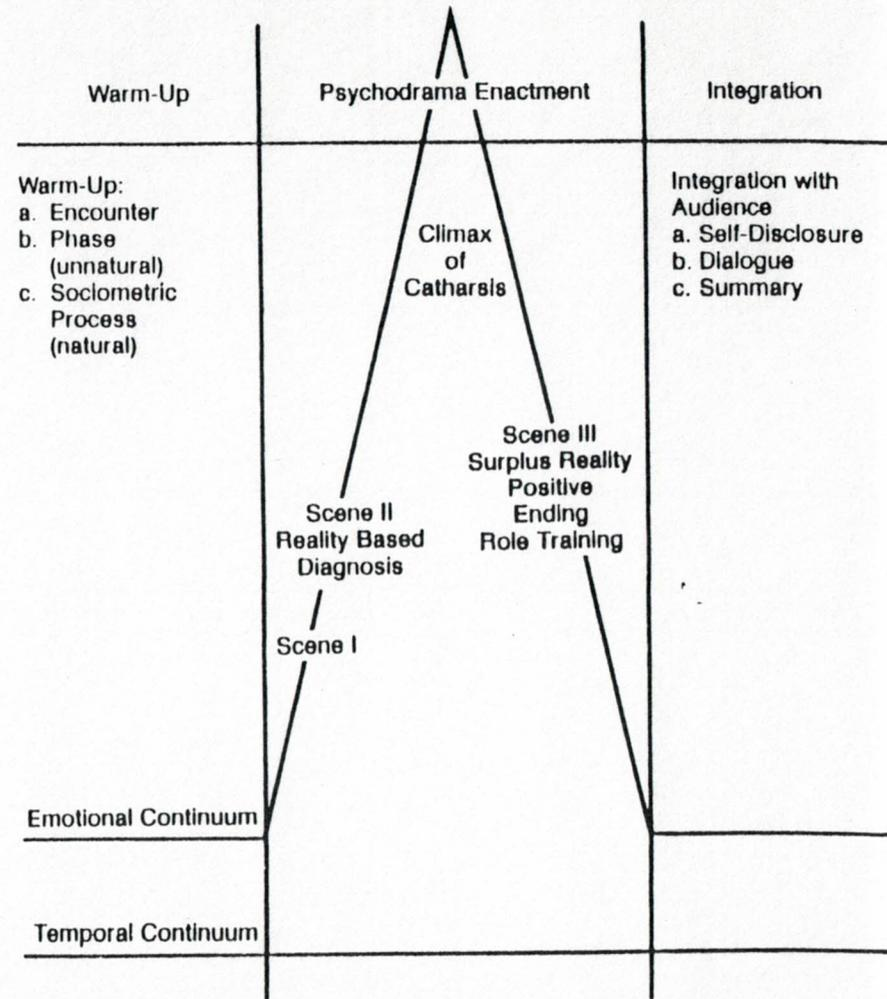 Warm-Up
Psychodrama Enactment
Integration
Warm-Up:
a. Encounter
b. Phase
(unnatural)
c. Sociometric
Process
(natural)
Climax
of
Catharsis
Integration with
Audience
a. Self-Disclosure
b. Dialogue
c. Summary
Scene III
Surplus Reality
Positive
Ending
Role Training
Scene II
Reality Based
Diagnosis
Scene I
Emotional Continuum
Temporal Continuum